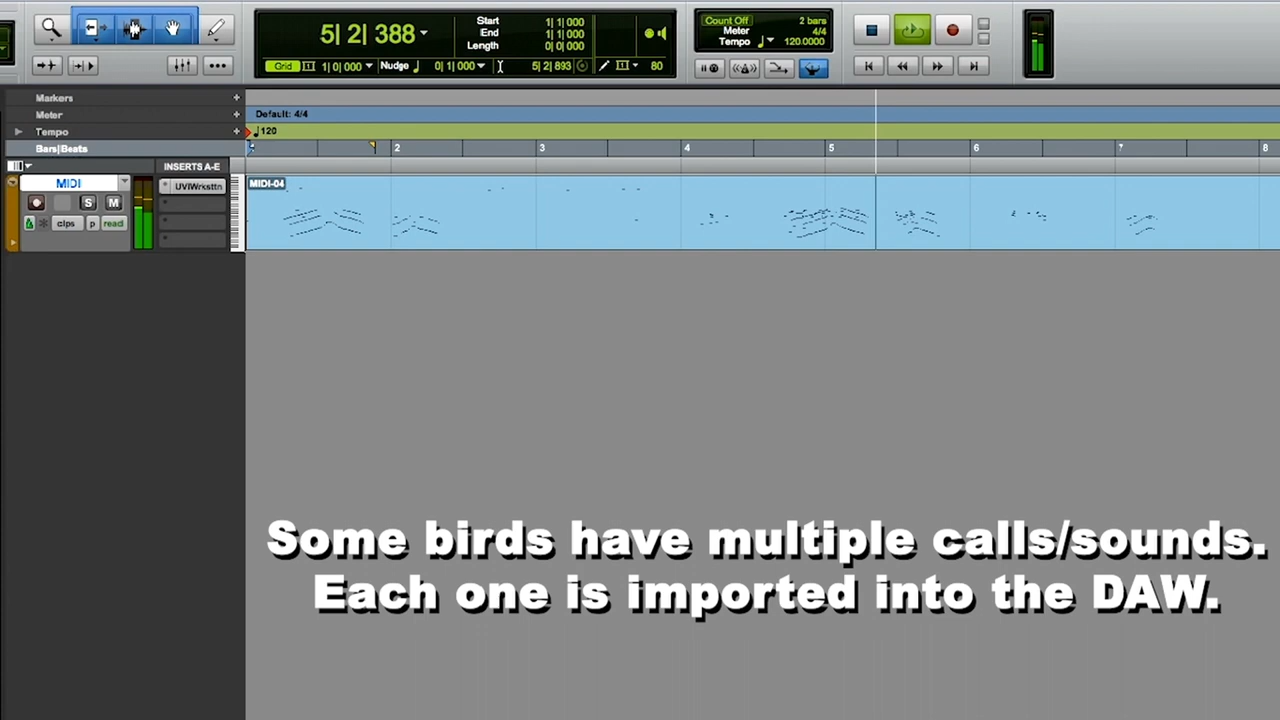 5| 2| 388
Start 1| 1| 000
End 1| 1| 000
Length 0| 0| 000
Grid 1| 0| 000 Nudge 0| 1| 000 5| 2| 893 80
Count Off 2 bars
Meter 4/4
Tempo 120.0000
Markers
Meter Default: 4/4
Tempo 120
Bars|Beats 2 3 4 5 6 7 8
INSERTS A-E
MIDI UVIWrksttn MIDI-04
S M
clips p read
Some birds have multiple calls/sounds.
Each one is imported into the DAW.